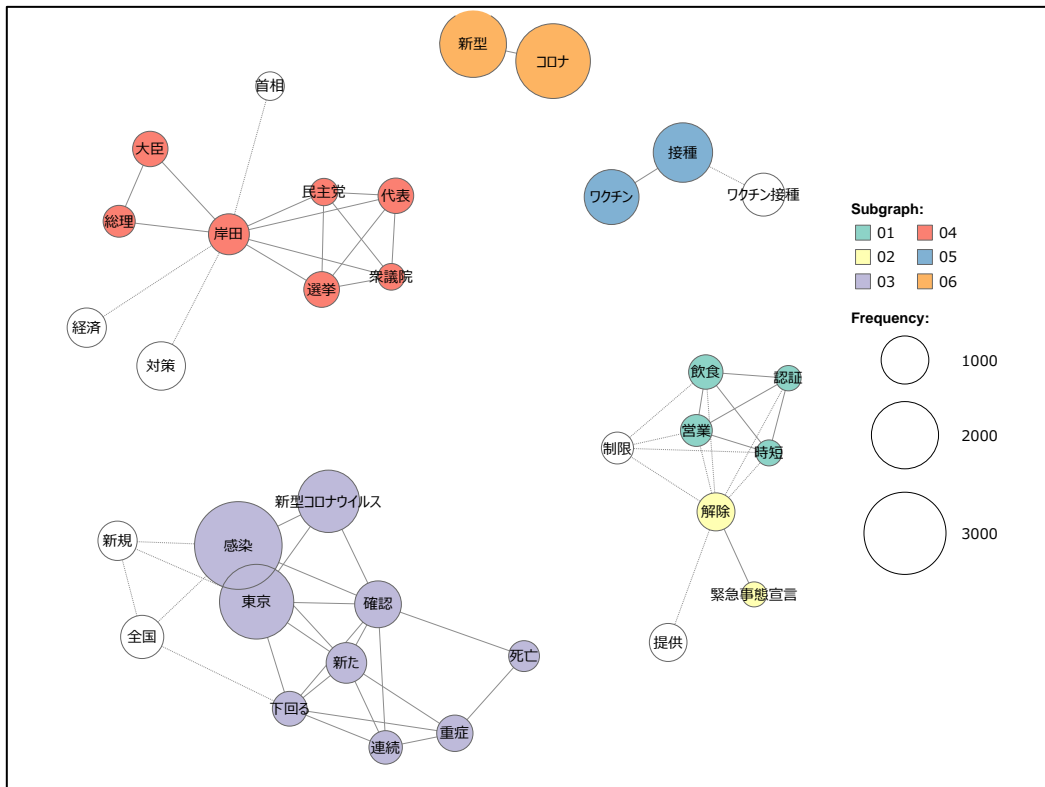 新型
コロナ
首相
大臣
接種
民主党
代表
ワクチン
ワクチン接種
総理
岸田
衆議院
選挙
経済
対策
Subgraph:
01 04
02 05
03 06
Frequency:
1000
2000
3000
飲食
認証
営業
制限
時短
解除
緊急事態宣言
提供
新型コロナウイルス
新規
感染
東京
確認
全国
新た
死亡
下回る
重症
連続